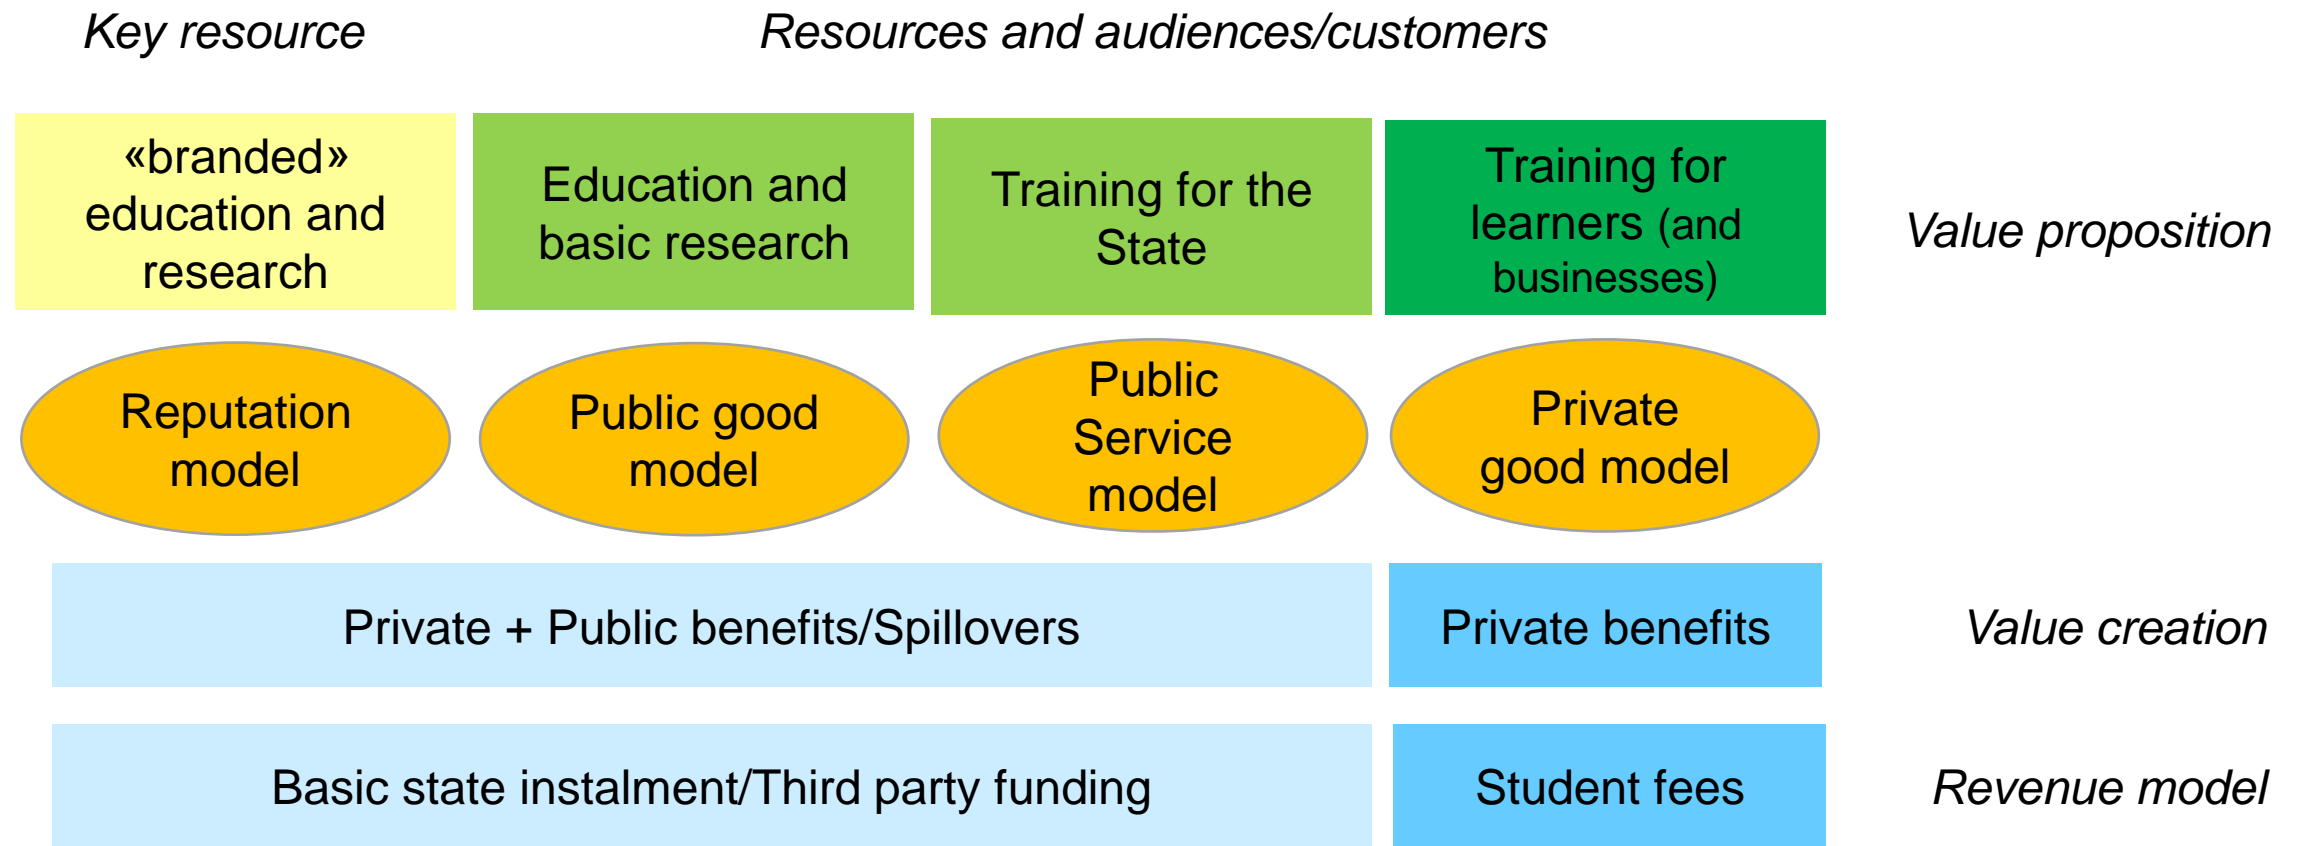 Key resource
Resources and audiences/customers
«branded»
education and
research
Education and
basic research
Training for the
State
Training for
learners (and
businesses)
Value proposition
Reputation
model
Public good
model
Public
Service
model
Private
good model
Private + Public benefits/Spillovers
Private benefits
Value creation
Basic state instalment/Third party funding
Student fees
Revenue model